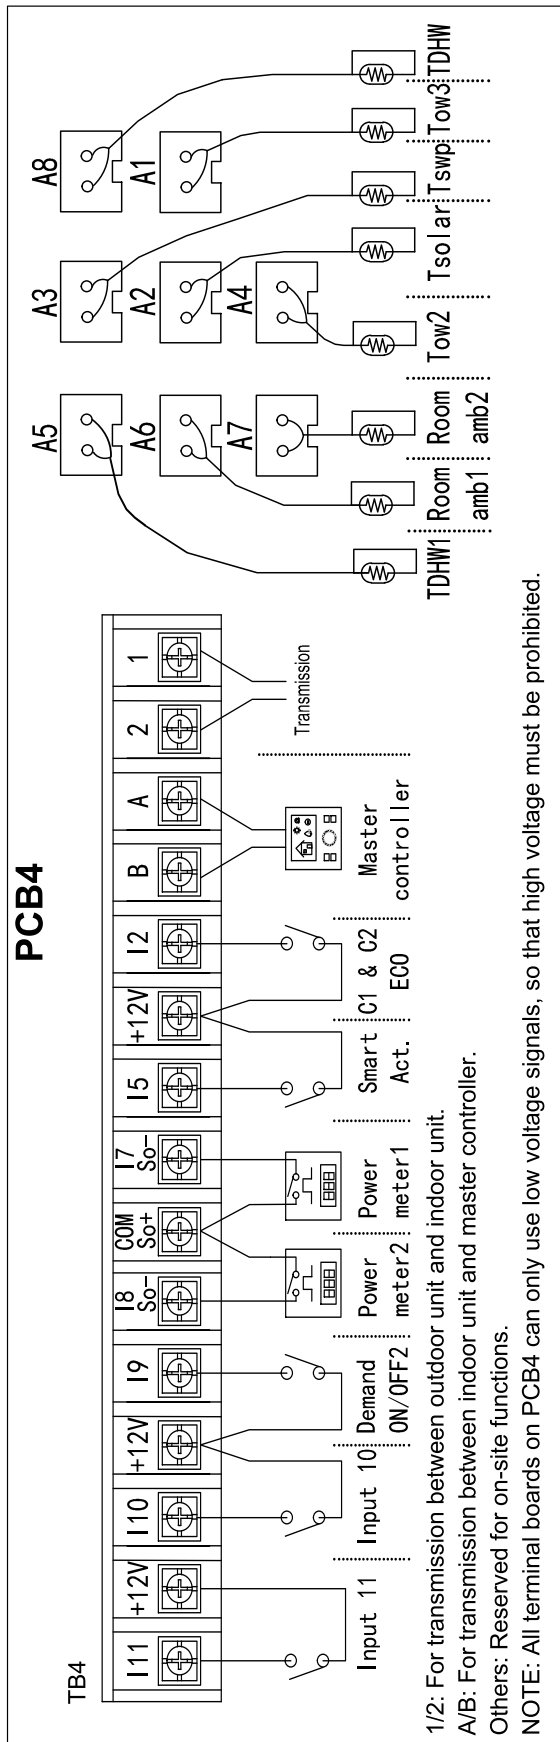 PCB4
TB4
I11
+12V
I10
+12V
I9
I8
So-
COM
So+
I7
So-
I5
+12V
I2
B
A
2
1
A5
A3
A8
A6
A2
A1
A7
A4
Input 11
Input 10
Demand
ON/OFF2
Power
meter2
Power
meter1
Smart
Act.
C1 & C2
ECO
Master
controller
Transmission
TDHW1
Room
amb1
Room
amb2
Tow2
Tsolar
Tswp
Tow3
TDHW
1/2: For transmission between outdoor unit and indoor unit.
A/B: For transmission between indoor unit and master controller.
Others: Reserved for on-site functions.
NOTE: All terminal boards on PCB4 can only use low voltage signals, so that high voltage must be prohibited.